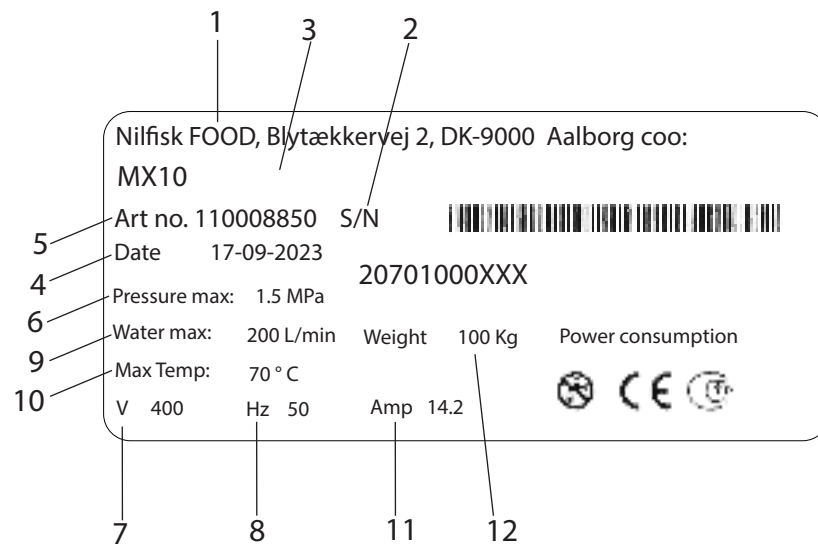 1
3
2
Nilfisk FOOD, Blytækkervej 2, DK-9000 Aalborg coo:
MX10
5 Art no. 110008850 S/N
4 Date 17-09-2023
20701000XXX
6 Pressure max: 1.5 MPa
9 Water max: 200 L/min Weight 100 Kg Power consumption
10 Max Temp: 70 ° C
V 400 Hz 50 Amp 14.2
CE
7 8 11 12